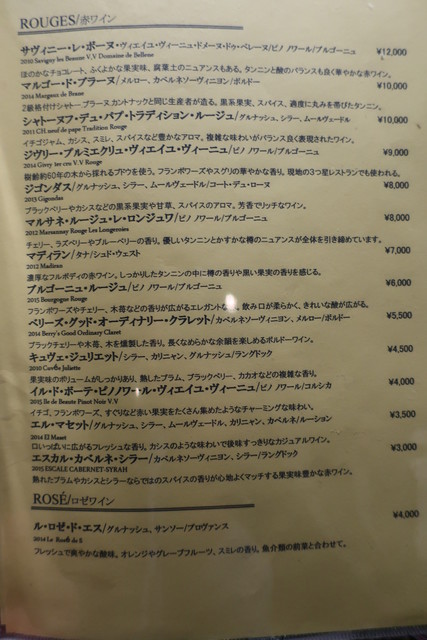 ROUGES/赤ワイン
サヴィニー・レ・ボーヌ・ヴィエイユ・ヴィーニュ・ドメーヌ・ドゥ・ベレーヌ/ピノ ノワール/ブルゴーニュ ¥12,000
2010 Savigny les Beaunes V.V Domaine de Bellene
ほのかなチョコレート、ふくよかな果実味、腐葉土のニュアンスもある。タンニンと酸のバランスも良く華やかな赤ワイン。
マルゴー・ド・ブラーヌ/メルロー、カベルネソーヴィニヨン/ボルドー ¥10,000
2014 Margaux de Brane
2級格付けシャトー・ブラーヌカントナックと同じ生産者が造る。黒系果実、スパイス、適度に丸みを帯びたタンニン。
シャトーヌフ・デュ・パプ・トラディション・ルージュ/グルナッシュ、シラー、ムールヴェードル ¥10,000
2011 CH neuf de pape Tradition Rouge
イチゴジャム、カシス、スミレ、スパイスなど豊かなアロマ。複雑な味わいがバランス良く表現されたワイン。
ジヴリー・プルミエクリュ・ヴィエイユ・ヴィーニュ/ピノ ノワール/ブルゴーニュ ¥9,000
2014 Givry 1er cru V.V Rouge
樹齢約60年の木から採れるブドウを使う。フランボワーズやスグリの華やかな香り。現地の3つ星レストランでも使われる。
ジゴンダス/グルナッシュ、シラー、ムールヴェードル/コート・デュ・ローヌ ¥8,000
2013 Gigondas
ブラックベリーやカシスなどの黒系果実や甘草、スパイスのアロマ。芳香でリッチなワイン。
マルサネ・ルージュ・レ・ロンジュワ/ピノ ノワール/ブルゴーニュ ¥8,000
2012 Marsannay Rouge Les Longeroies
チェリー、ラズベリーやブルーベリーの香り。優しいタンニンとかすかな樽のニュアンスが全体を引き締めています。
マディラン/タナ/シュド・ウェスト ¥7,000
2012 Madiran
濃厚なフルボディの赤ワイン。しっかりしたタンニンの中に樽の香りや黒い果実の香りを感じる。
ブルゴーニュ・ルージュ/ピノ ノワール/ブルゴーニュ ¥6,000
2015 Bourgogne Rouge
フランボワーズやチェリー、木苺などの香りが広がるエレガントな 。飲み口が柔らかく、きれいな酸が広がる。
ベリーズ・グッド・オーディナリー・クラレット/カベルネソーヴィニヨン、メルロー/ボルドー ¥5,500
2014 Berry's Good Ordinary Claret
ブラックチェリーや木苺、木を燻製した香り。長くなめらかな余韻を楽しめるボルドーワイン。
キュヴェ・ジュリエット/シラー、カリニャン、グルナッシュ/ラングドック ¥4,500
2010 Cuvée Juliette
果実味のボリュームがしっかりあり、熟したプラム、ブラックベリー、カカオなどの複雑な香り。
イル・ド・ボーテ・ピノノワール・ヴィエイユ・ヴィーニュ/ピノ ノワール/コルシカ ¥4,000
2015 Ile de Beaute Pinot Noir V.V
イチゴ、フランボワーズ、すぐりなど赤い果実をたくさん集めたようなチャーミングな味わい。
エル・マセット/グルナッシュ、シラー、ムールヴェードル、カリニャン、カベルネ/ルーション ¥3,500
2014 El Maset
口いっぱいに広がるフレッシュな香り。カシスのような味わいで後味すっきりなカジュアルワイン。
エスカル・カベルネ・シラー/カベルネソーヴィニヨン、シラー/ラングドック ¥3,000
2015 ESCALE CABERNET-SYRAH
熟れたプラムやカシスとシラーならではのスパイスの香りが心地よくマッチする果実味豊かな赤ワイン。
ROSÉ/ロゼワイン
ル・ロゼ・ド・エス/グルナッシュ、サンソー/プロヴァンス ¥4,000
2014 Le Rosé de S
フレッシュで爽やかな酸味。オレンジやグレープフルーツ、スミレの香り。魚介類の前菜と合わせて。